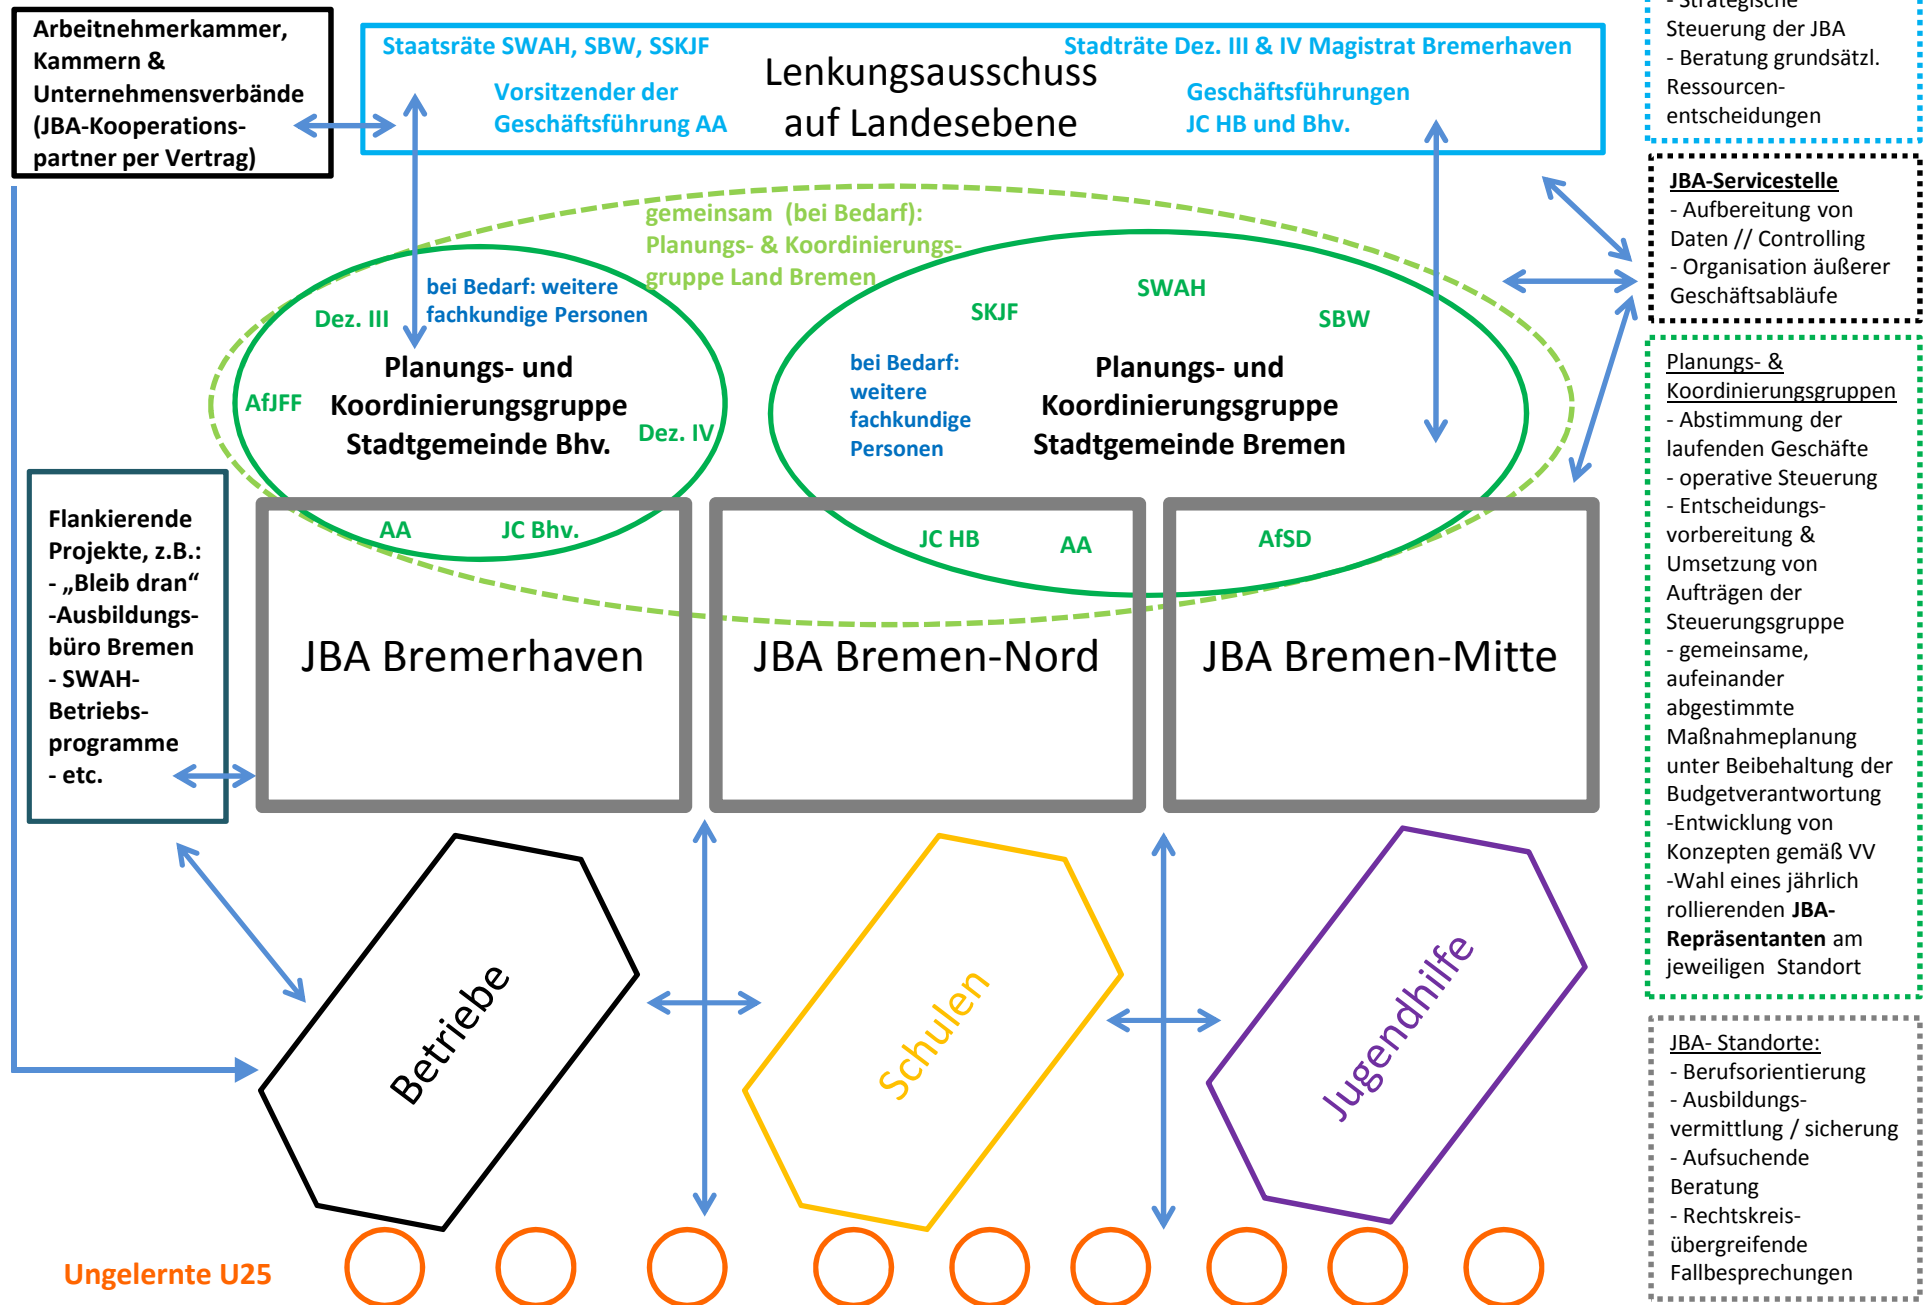 Arbeitnehmerkammer,
Kammern &
Unternehmensverbände
(JBA-Kooperations-
partner per Vertrag)
Staatsräte SWAH, SBW, SSKJF
Stadträte Dez. III & IV Magistrat Bremerhaven
Lenkungsausschuss
auf Landesebene
Vorsitzender der
Geschäftsführung AA
Geschäftsführungen
JC HB und Bhv.
- Strategische
Steuerung der JBA
- Beratung grundsätzl.
Ressourcen-
entscheidungen
JBA-Servicestelle
- Aufbereitung von
Daten // Controlling
- Organisation äußerer
Geschäftsabläufe
gemeinsam (bei Bedarf):
Planungs- & Koordinierungs-
gruppe Land Bremen
bei Bedarf: weitere
fachkundige Personen
Dez. III
AfJFF
Planungs- und
Koordinierungsgruppe
Stadtgemeinde Bhv.
Dez. IV
AA
JC Bhv.
SKJF
SWAH
SBW
bei Bedarf:
weitere
fachkundige
Personen
Planungs- und
Koordinierungsgruppe
Stadtgemeinde Bremen
JC HB
AA
AfSD
Planungs- &
Koordinierungsgruppen
- Abstimmung der
laufenden Geschäfte
- operative Steuerung
- Entscheidungs-
vorbereitung &
Umsetzung von
Aufträgen der
Steuerungsgruppe
- gemeinsame,
aufeinander
abgestimmte
Maßnahmeplanung
unter Beibehaltung der
Budgetverantwortung
-Entwicklung von
Konzepten gemäß VV
-Wahl eines jährlich
rollierenden JBA-
Repräsentanten am
jeweiligen Standort
Flankierende
Projekte, z.B.:
- „Bleib dran“
-Ausbildungs-
büro Bremen
- SWAH-
Betriebs-
programme
- etc.
JBA Bremerhaven
JBA Bremen-Nord
JBA Bremen-Mitte
Betriebe
Schulen
Jugendhilfe
JBA- Standorte:
- Berufsorientierung
- Ausbildungs-
vermittlung / sicherung
- Aufsuchende
Beratung
- Rechtskreis-
übergreifende
Fallbesprechungen
Ungelernte U25